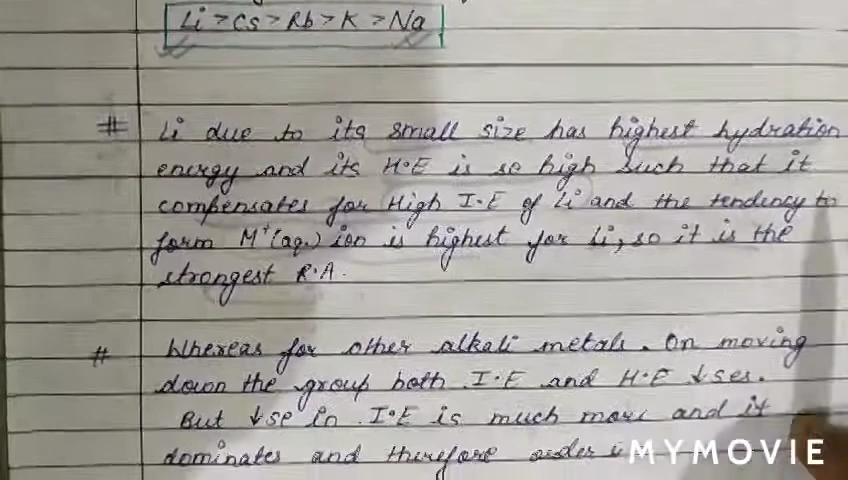 Li > Cs > Rb > K > Na
# Li due to its small size has highest hydration
energy and its H.E is so high such that it
compensates for High I.E of Li and the tendency to
form M⁺(aq.) ion is highest for Li, so it is the
strongest R.A.
# Whereas for other alkali metals. On moving
down the group both I.E and H.E ↓ses.
But ↓se in I.E is much more and it
dominates and therefore order
MYMOVIE